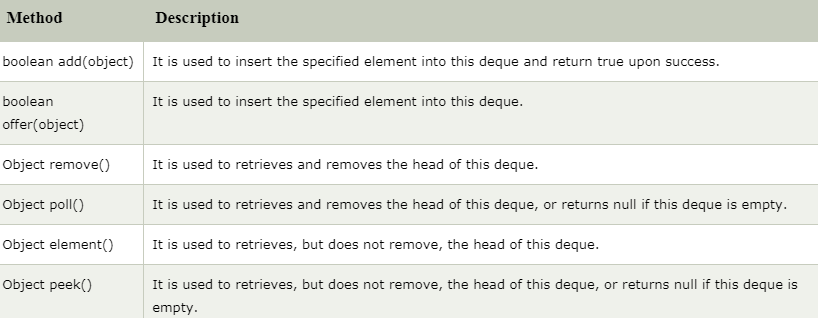 Method Description
boolean add(object) It is used to insert the specified element into this deque and return true upon success.
boolean It is used to insert the specified element into this deque.
offer(object)
Object remove() It is used to retrieves and removes the head of this deque.
Object poll() It is used to retrieves and removes the head of this deque, or returns null if this deque is empty.
Object element() It is used to retrieves, but does not remove, the head of this deque.
Object peek() It is used to retrieves, but does not remove, the head of this deque, or returns null if this deque is
empty.